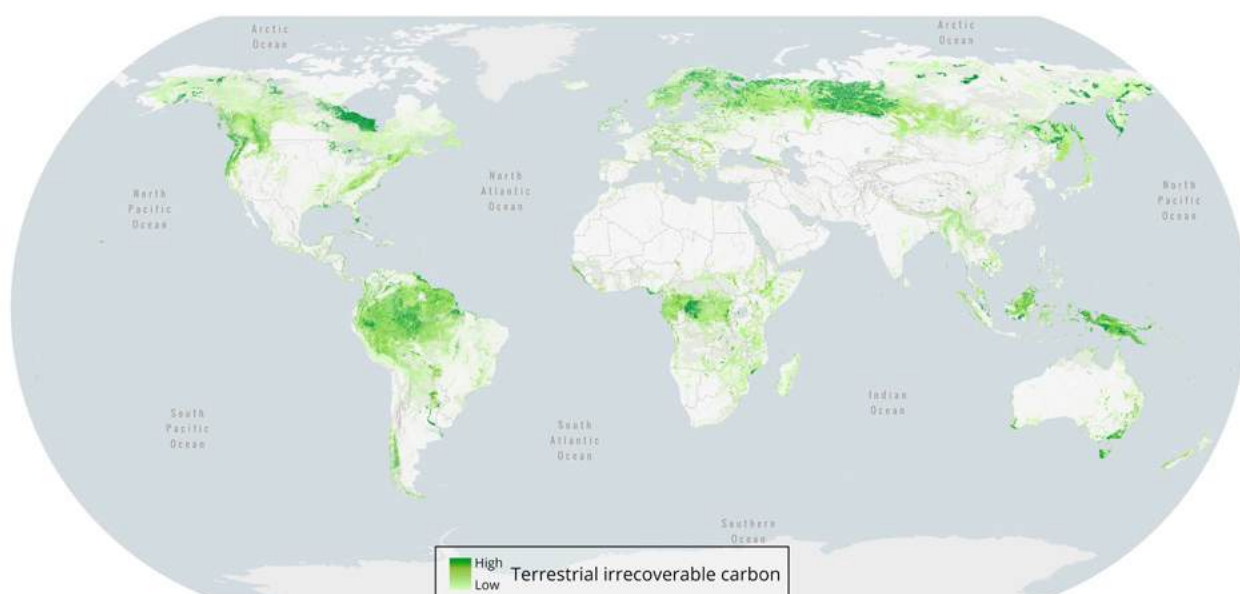 Arctic
Ocean
Arctic
Ocean
North
Pacific
Ocean
North
Atlantic
Ocean
North
Pacific
Ocean
South
Pacific
Ocean
South
Atlantic
Ocean
Indian
Ocean
Southern
Ocean
High
Low
Terrestrial irrecoverable carbon